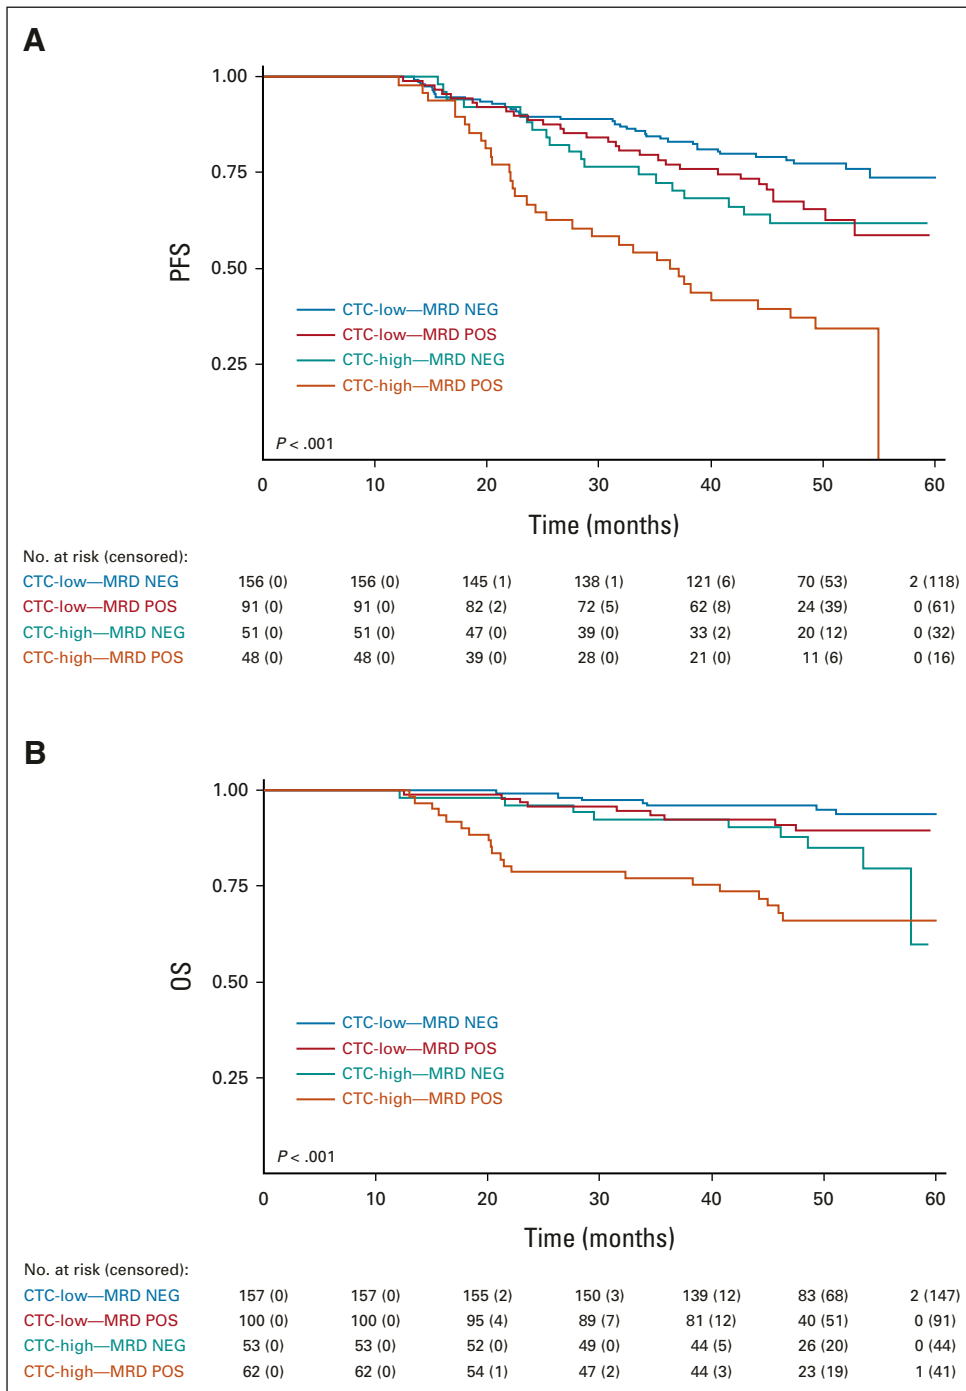 A
1.00
0.75
0.50
0.25
PFS
CTC-low—MRD NEG
CTC-low—MRD POS
CTC-high—MRD NEG
CTC-high—MRD POS
P < .001
0 10 20 30 40 50 60
Time (months)
No. at risk (censored):
CTC-low—MRD NEG 156 (0) 156 (0) 145 (1) 138 (1) 121 (6) 70 (53) 2 (118)
CTC-low—MRD POS 91 (0) 91 (0) 82 (2) 72 (5) 62 (8) 24 (39) 0 (61)
CTC-high—MRD NEG 51 (0) 51 (0) 47 (0) 39 (0) 33 (2) 20 (12) 0 (32)
CTC-high—MRD POS 48 (0) 48 (0) 39 (0) 28 (0) 21 (0) 11 (6) 0 (16)
B
1.00
0.75
0.50
0.25
OS
CTC-low—MRD NEG
CTC-low—MRD POS
CTC-high—MRD NEG
CTC-high—MRD POS
P < .001
0 10 20 30 40 50 60
Time (months)
No. at risk (censored):
CTC-low—MRD NEG 157 (0) 157 (0) 155 (2) 150 (3) 139 (12) 83 (68) 2 (147)
CTC-low—MRD POS 100 (0) 100 (0) 95 (4) 89 (7) 81 (12) 40 (51) 0 (91)
CTC-high—MRD NEG 53 (0) 53 (0) 52 (0) 49 (0) 44 (5) 26 (20) 0 (44)
CTC-high—MRD POS 62 (0) 62 (0) 54 (1) 47 (2) 44 (3) 23 (19) 1 (41)